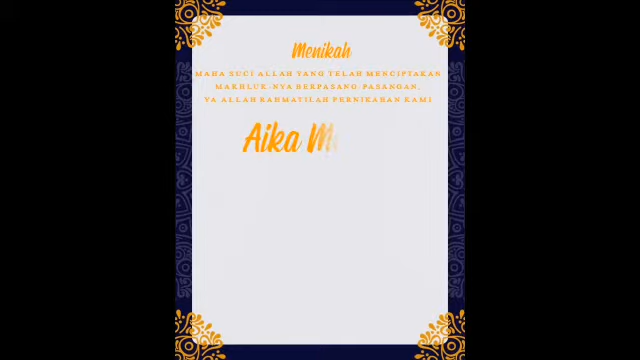 Menikah
MAHA SUCI ALLAH YANG TELAH MENCIPTAKAN
MAKHLUK-NYA BERPASANG-PASANGAN,
YA ALLAH RAHMATILAH PERNIKAHAN KAMI
Aika